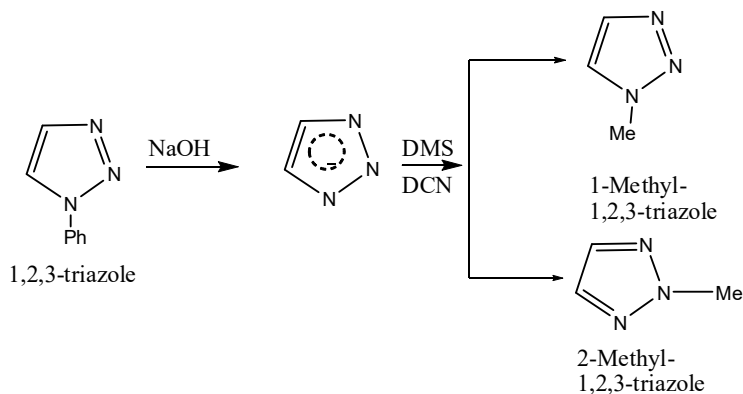 N
N
N
Ph
1,2,3-triazole
NaOH
N
N
N
DMS
DCN
N
N
N
Me
1-Methyl-
1,2,3-triazole
N
N
N
Me
2-Methyl-
1,2,3-triazole